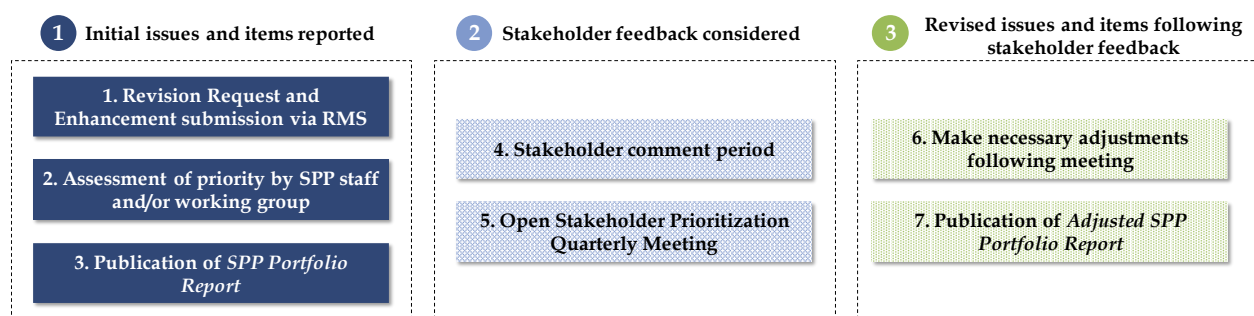 1 Initial issues and items reported
1. Revision Request and
Enhancement submission via RMS
2. Assessment of priority by SPP staff
and/or working group
3. Publication of SPP Portfolio
Report
2 Stakeholder feedback considered
4. Stakeholder comment period
5. Open Stakeholder Prioritization
Quarterly Meeting
3 Revised issues and items following
stakeholder feedback
6. Make necessary adjustments
following meeting
7. Publication of Adjusted SPP
Portfolio Report